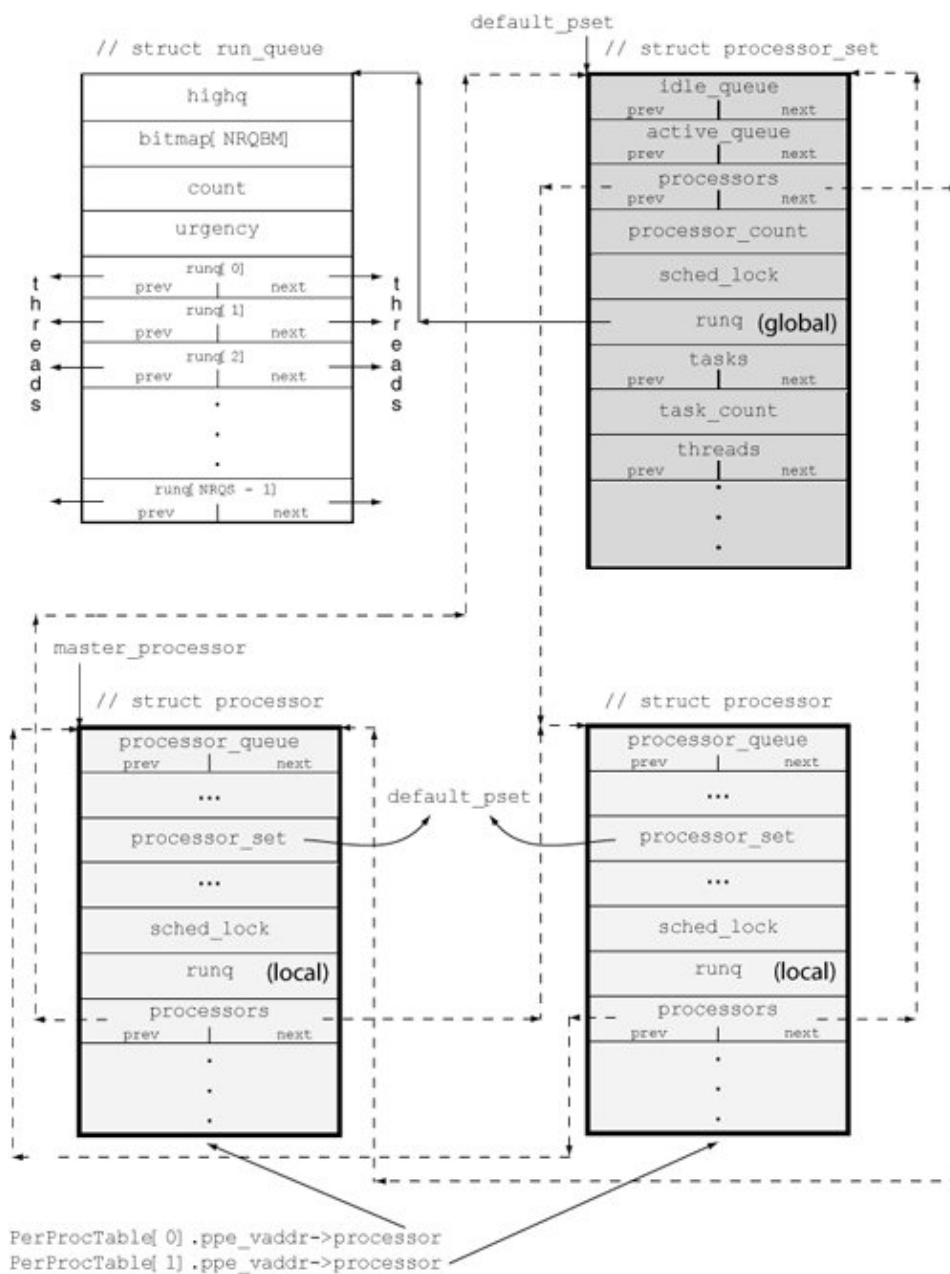 default_pset
// struct run_queue
highq
bitmap[ NRQBM]
count
urgency
runq[ 0]
prev next
runq[ 1]
prev next
runq[ 2]
prev next
.
.
.
runq[ NRQS - 1]
prev next
threads
threads
// struct processor_set
idle_queue
prev next
active_queue
prev next
processors
prev next
processor_count
sched_lock
runq (global)
tasks
prev next
task_count
threads
prev next
.
.
.
master_processor
// struct processor
processor_queue
prev next
...
processor_set
...
sched_lock
runq (local)
processors
prev next
.
.
.
default_pset
// struct processor
processor_queue
prev next
...
processor_set
...
sched_lock
runq (local)
processors
prev next
.
.
.
PerProcTable[ 0] .ppe_vaddr->processor
PerProcTable[ 1] .ppe_vaddr->processor